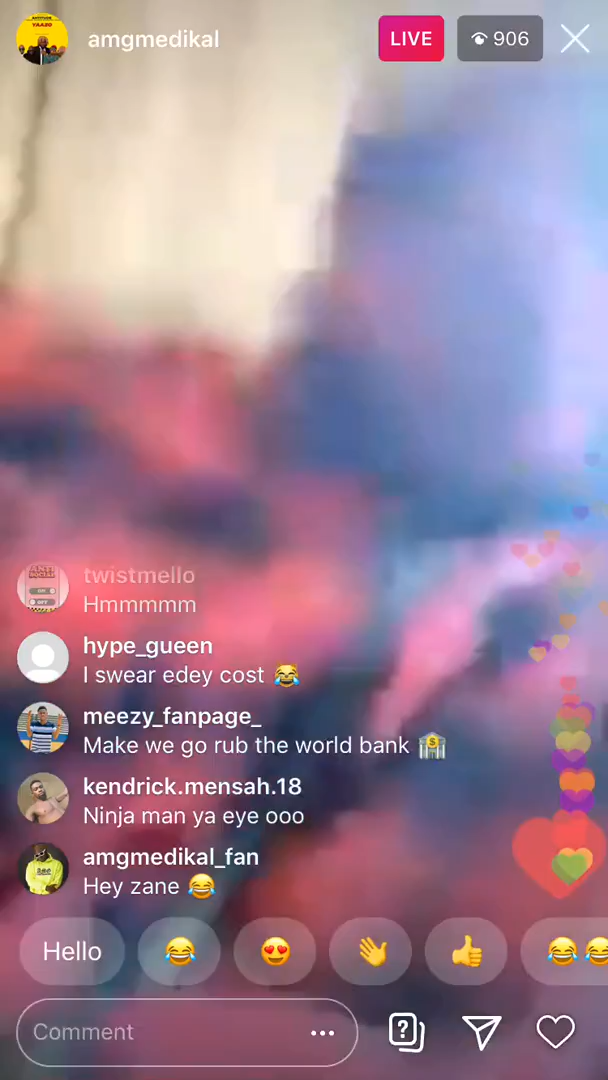 amgmedikal
LIVE
906
twistmello
Hmmmmm
hype_gueen
I swear edey cost 😹
meezy_fanpage_
Make we go rub the world bank 🏦
kendrick.mensah.18
Ninja man ya eye ooo
amgmedikal_fan
Hey zane 😂
Hello 😂 😍 👋 👍 😂 😂
Comment